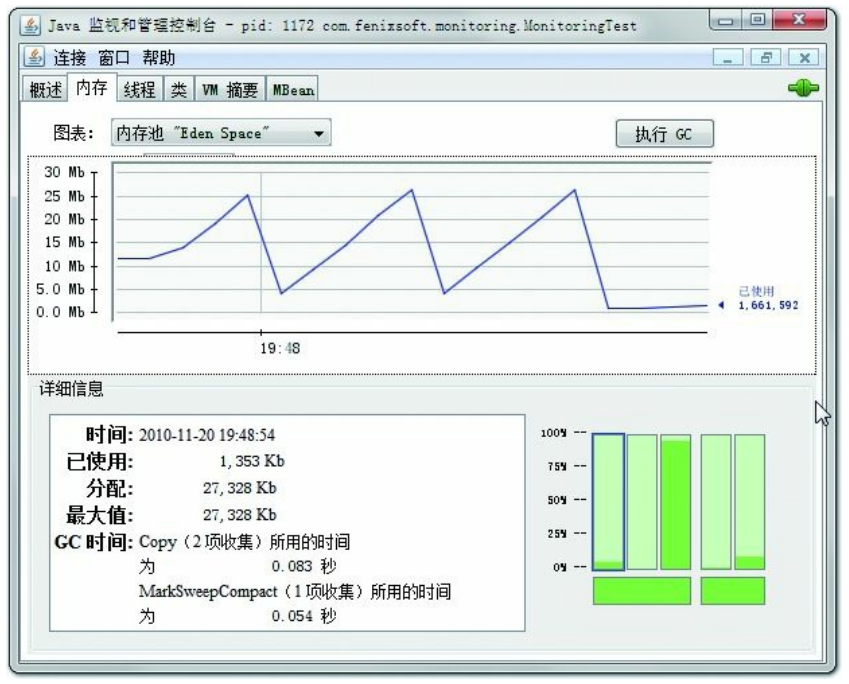 Java 监视和管理控制台 - pid: 1172 com.fenixsoft.monitoring.MonitoringTest
连接 窗口 帮助
概述 内存 线程 类 VM 摘要 MBean
图表: 内存池 "Eden Space" 执行 GC
30 Mb
25 Mb
20 Mb
15 Mb
10 Mb
5.0 Mb
0.0 Mb
已使用
1,661,592
19:48
详细信息
时间: 2010-11-20 19:48:54
已使用: 1,353 Kb
分配: 27,328 Kb
最大值: 27,328 Kb
GC 时间: Copy（2项收集）所用的时间
为 0.083 秒
MarkSweepCompact（1项收集）所用的时间
为 0.054 秒
100% --
75% --
50% --
25% --
0% --